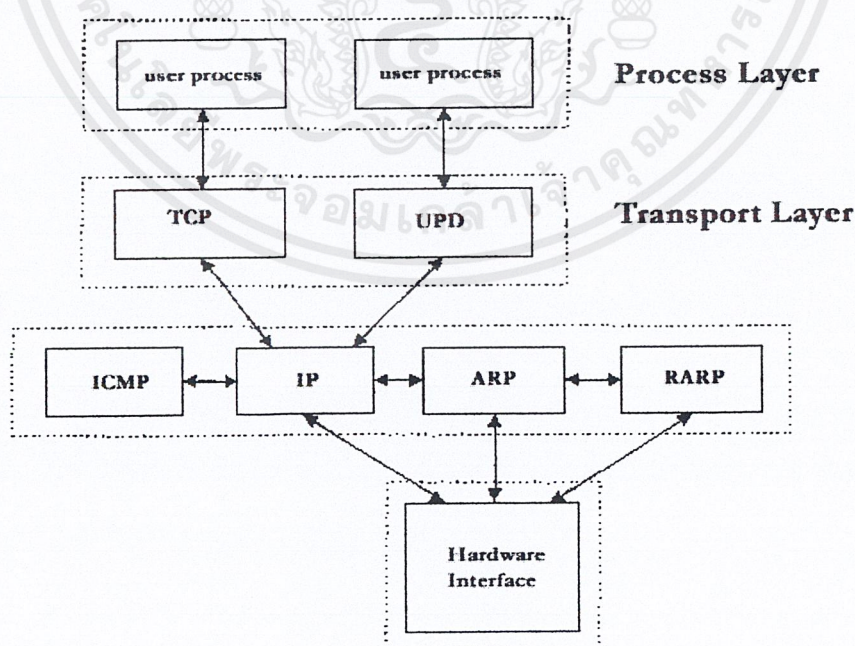 user process
user process
Process Layer
TCP
UPD
Transport Layer
ICMP
IP
ARP
RARP
Hardware
Interface